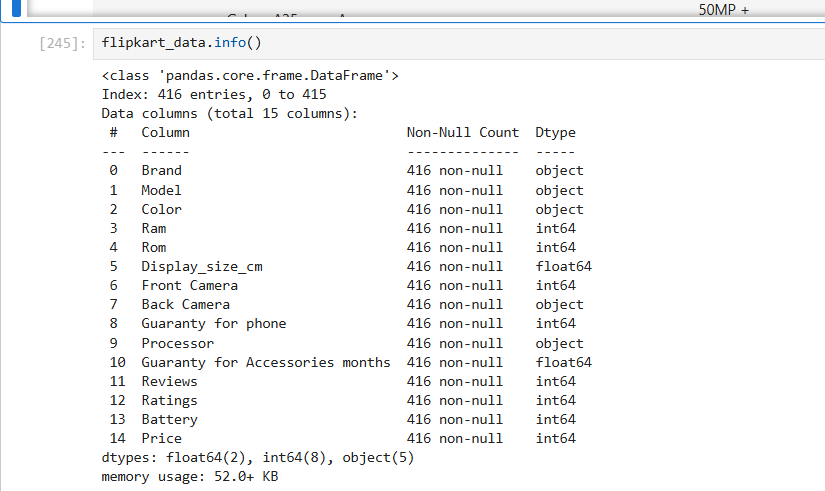 50MP +
[245]: flipkart_data.info()
<class 'pandas.core.frame.DataFrame'>
Index: 416 entries, 0 to 415
Data columns (total 15 columns):
#   Column   Non-Null Count   Dtype
---  ------   --------------   -----
0   Brand   416 non-null   object
1   Model   416 non-null   object
2   Color   416 non-null   object
3   Ram   416 non-null   int64
4   Rom   416 non-null   int64
5   Display_size_cm   416 non-null   float64
6   Front Camera   416 non-null   int64
7   Back Camera   416 non-null   object
8   Guaranty for phone   416 non-null   int64
9   Processor   416 non-null   object
10   Guaranty for Accessories months   416 non-null   float64
11   Reviews   416 non-null   int64
12   Ratings   416 non-null   int64
13   Battery   416 non-null   int64
14   Price   416 non-null   int64
dtypes: float64(2), int64(8), object(5)
memory usage: 52.0+ KB